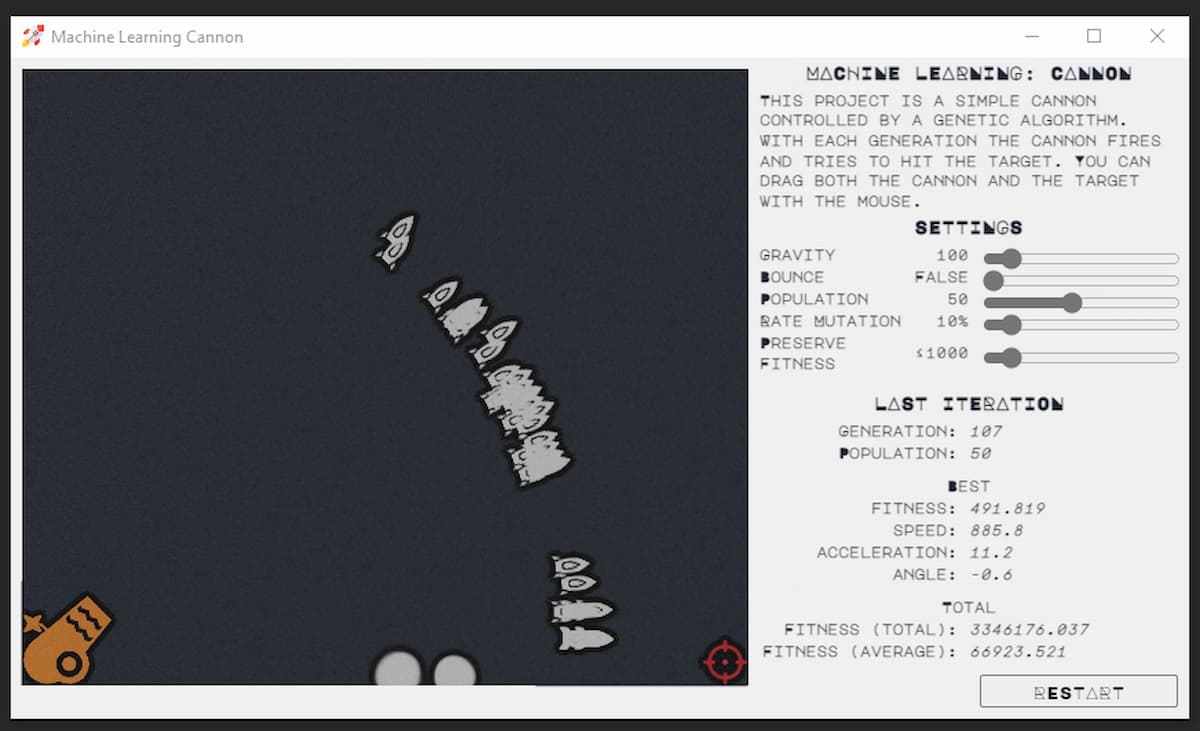 Machine Learning Cannon
MACHINE LEARNING: CANNON
THIS PROJECT IS A SIMPLE CANNON
CONTROLLED BY A GENETIC ALGORITHM.
WITH EACH GENERATION THE CANNON FIRES
AND TRIES TO HIT THE TARGET. YOU CAN
DRAG BOTH THE CANNON AND THE TARGET
WITH THE MOUSE.
SETTINGS
GRAVITY 100
BOUNCE FALSE
POPULATION 50
RATE MUTATION 10%
PRESERVE
FITNESS ≤1000
LAST ITERATION
GENERATION: 107
POPULATION: 50
BEST
FITNESS: 491.819
SPEED: 885.8
ACCELERATION: 11.2
ANGLE: -0.6
TOTAL
FITNESS (TOTAL): 3346176.037
FITNESS (AVERAGE): 66923.521
RESTART